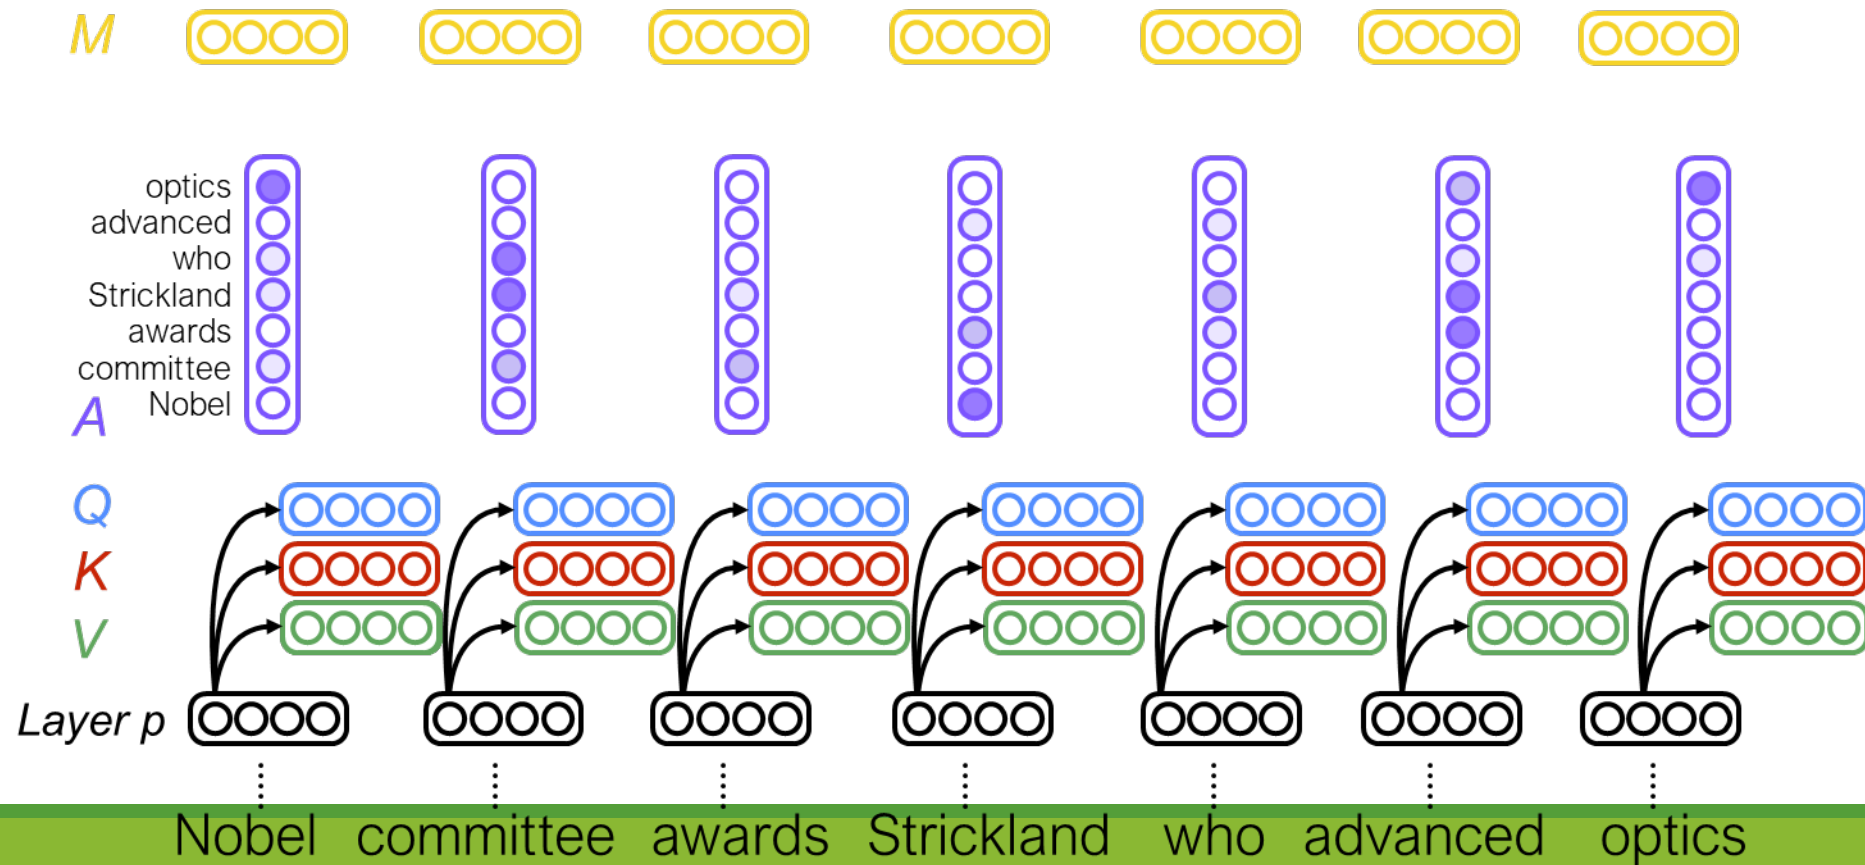 M
optics
advanced
who
Strickland
awards
committee
Nobel
A
Q
K
V
Layer p
Nobel committee awards Strickland who advanced optics